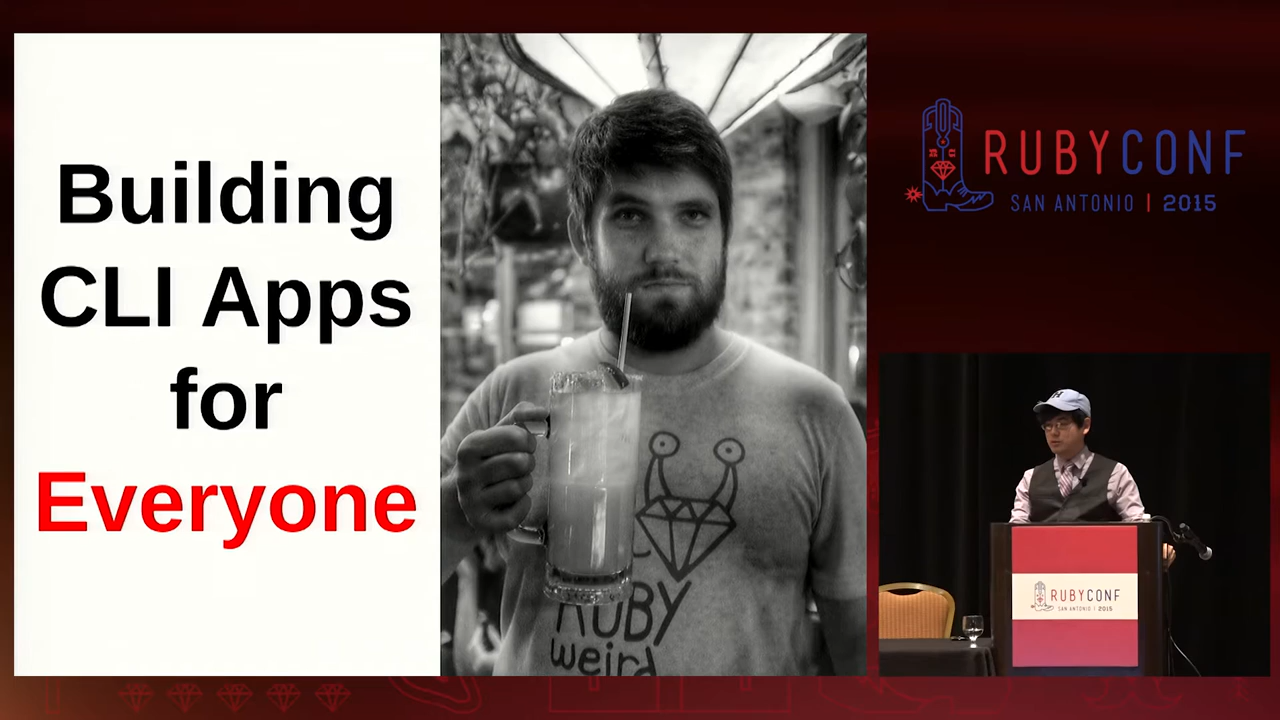 Building
CLI Apps
for
Everyone
RUBY
weird
RUBYCONF
SAN ANTONIO | 2015
RUBYCONF
SAN ANTONIO | 2015